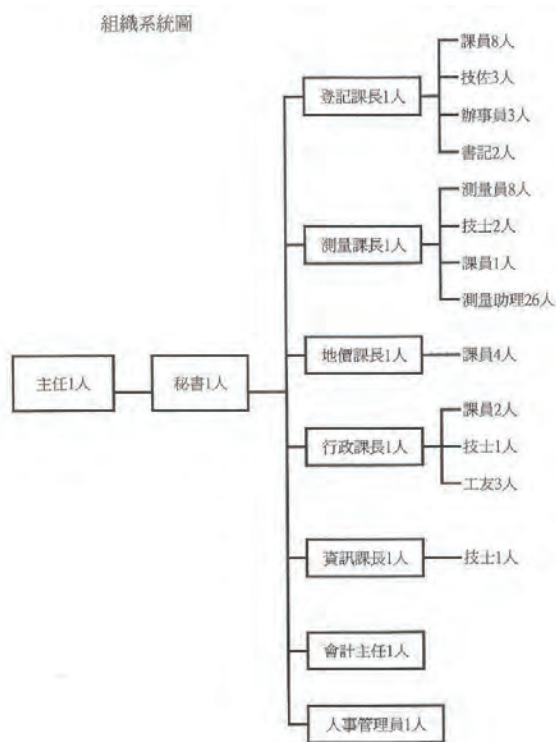 組織系統圖
主任1人
秘書1人
登記課長1人
課員8人
技佐3人
辦事員3人
書記2人
測量課長1人
測量員8人
技士2人
課員1人
測量助理26人
地價課長1人
課員4人
行政課長1人
課員2人
技士1人
工友3人
資訊課長1人
技士1人
會計主任1人
人事管理員1人